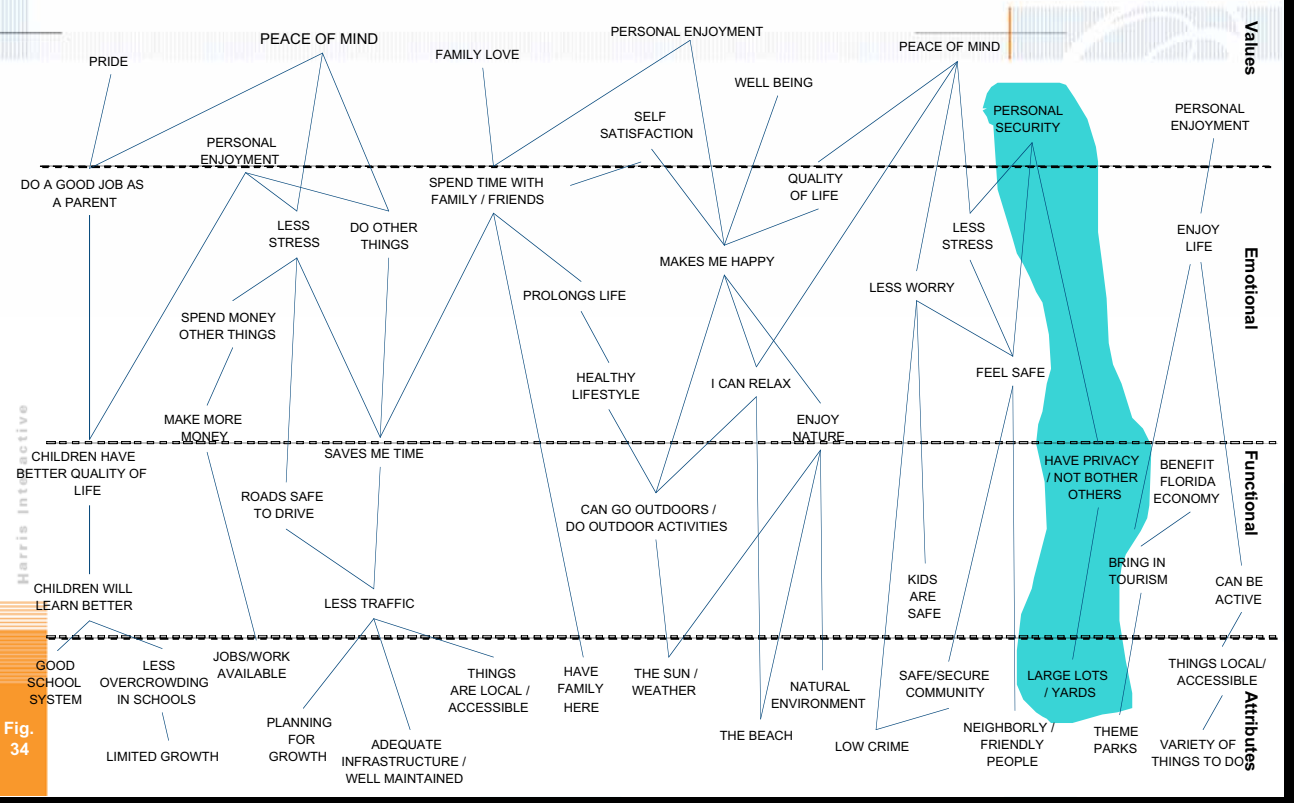 Values
PEACE OF MIND
PERSONAL ENJOYMENT
PEACE OF MIND
PRIDE
FAMILY LOVE
WELL BEING
SELF
SATISFACTION
PERSONAL
SECURITY
PERSONAL
ENJOYMENT
PERSONAL
ENJOYMENT
DO A GOOD JOB AS
A PARENT
SPEND TIME WITH
FAMILY / FRIENDS
QUALITY
OF LIFE
LESS
STRESS
DO OTHER
THINGS
LESS
STRESS
ENJOY
LIFE
Emotional
MAKES ME HAPPY
PROLONGS LIFE
LESS WORRY
SPEND MONEY
OTHER THINGS
HEALTHY
LIFESTYLE
I CAN RELAX
FEEL SAFE
MAKE MORE
MONEY
ENJOY
NATURE
Harris Interactive
CHILDREN HAVE
BETTER QUALITY OF
LIFE
SAVES ME TIME
HAVE PRIVACY
/ NOT BOTHER
OTHERS
BENEFIT
FLORIDA
ECONOMY
Functional
ROADS SAFE
TO DRIVE
CAN GO OUTDOORS /
DO OUTDOOR ACTIVITIES
CHILDREN WILL
LEARN BETTER
LESS TRAFFIC
KIDS
ARE
SAFE
BRING IN
TOURISM
CAN BE
ACTIVE
GOOD
SCHOOL
SYSTEM
LESS
OVERCROWDING
IN SCHOOLS
JOBS/WORK
AVAILABLE
THINGS
ARE LOCAL /
ACCESSIBLE
HAVE
FAMILY
HERE
THE SUN /
WEATHER
NATURAL
ENVIRONMENT
SAFE/SECURE
COMMUNITY
LARGE LOTS
/ YARDS
THINGS LOCAL/
ACCESSIBLE
Attributes
Fig.
34
LIMITED GROWTH
PLANNING
FOR
GROWTH
ADEQUATE
INFRASTRUCTURE /
WELL MAINTAINED
THE BEACH
LOW CRIME
NEIGHBORLY /
FRIENDLY
PEOPLE
THEME
PARKS
VARIETY OF
THINGS TO DO